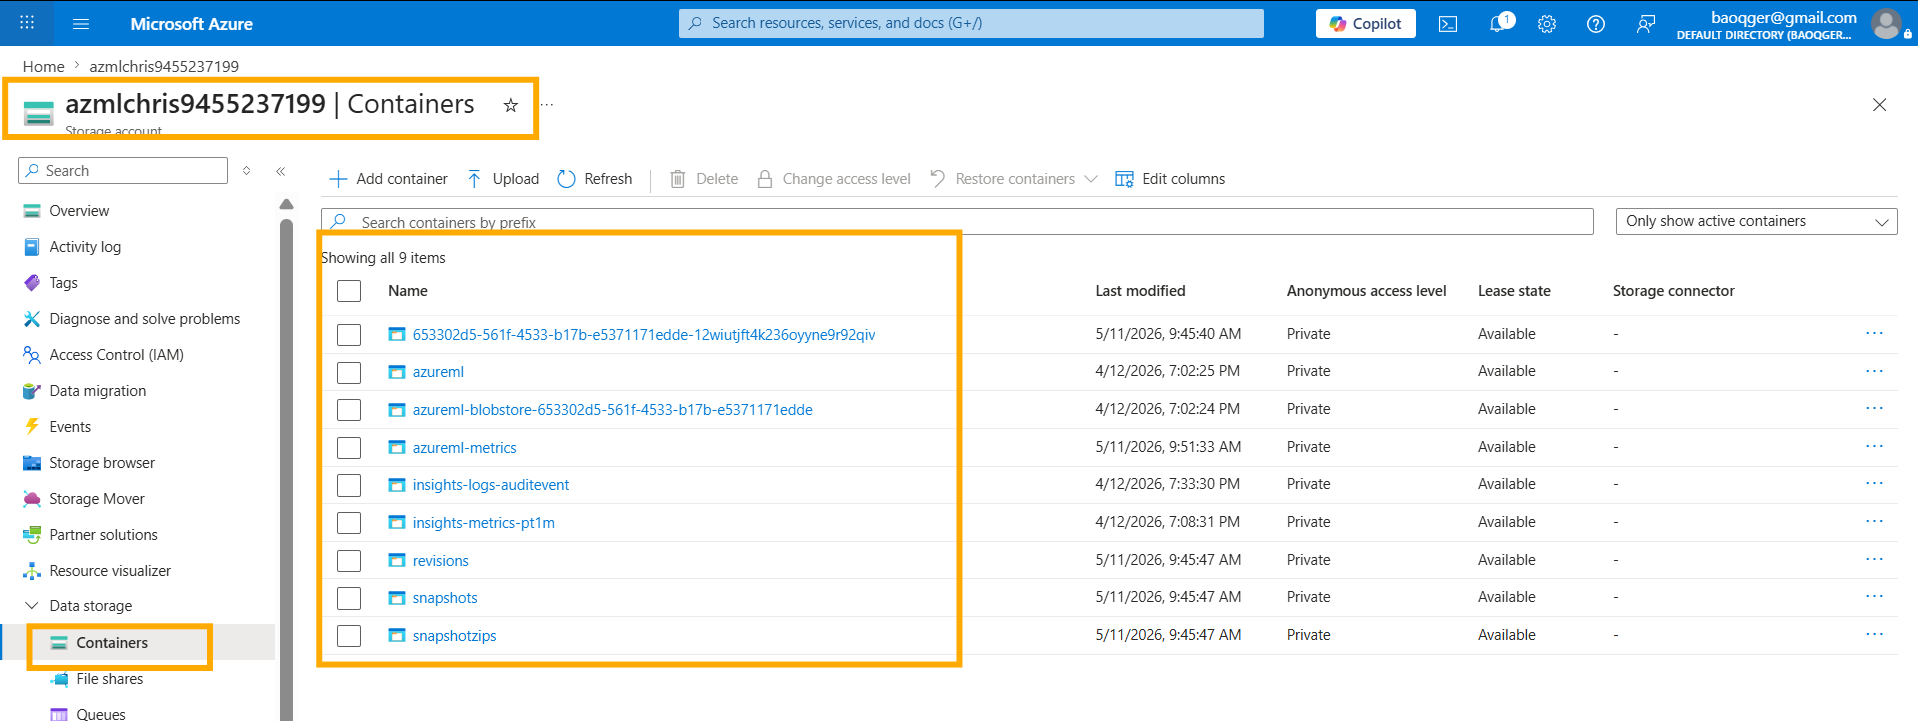 Microsoft Azure
Search resources, services, and docs (G+/)
Copilot
1
baoqger@gmail.com
DEFAULT DIRECTORY (BAOQGER...
Home > azmlchris9455237199
azmlchris9455237199 | Containers
Storage account
Search
Add container
Upload
Refresh
Delete
Change access level
Restore containers
Edit columns
Search containers by prefix
Only show active containers
Overview
Activity log
Tags
Diagnose and solve problems
Access Control (IAM)
Data migration
Events
Storage browser
Storage Mover
Partner solutions
Resource visualizer
Data storage
Containers
File shares
Queues
Showing all 9 items
Name Last modified Anonymous access level Lease state Storage connector
653302d5-561f-4533-b17b-e5371171edde-12wiutjft4k236oyyne9r92qiv 5/11/2026, 9:45:40 AM Private Available -
azureml 4/12/2026, 7:02:25 PM Private Available -
azureml-blobstore-653302d5-561f-4533-b17b-e5371171edde 4/12/2026, 7:02:24 PM Private Available -
azureml-metrics 5/11/2026, 9:51:33 AM Private Available -
insights-logs-auditevent 4/12/2026, 7:33:30 PM Private Available -
insights-metrics-pt1m 4/12/2026, 7:08:31 PM Private Available -
revisions 5/11/2026, 9:45:47 AM Private Available -
snapshots 5/11/2026, 9:45:47 AM Private Available -
snapshotzips 5/11/2026, 9:45:47 AM Private Available -